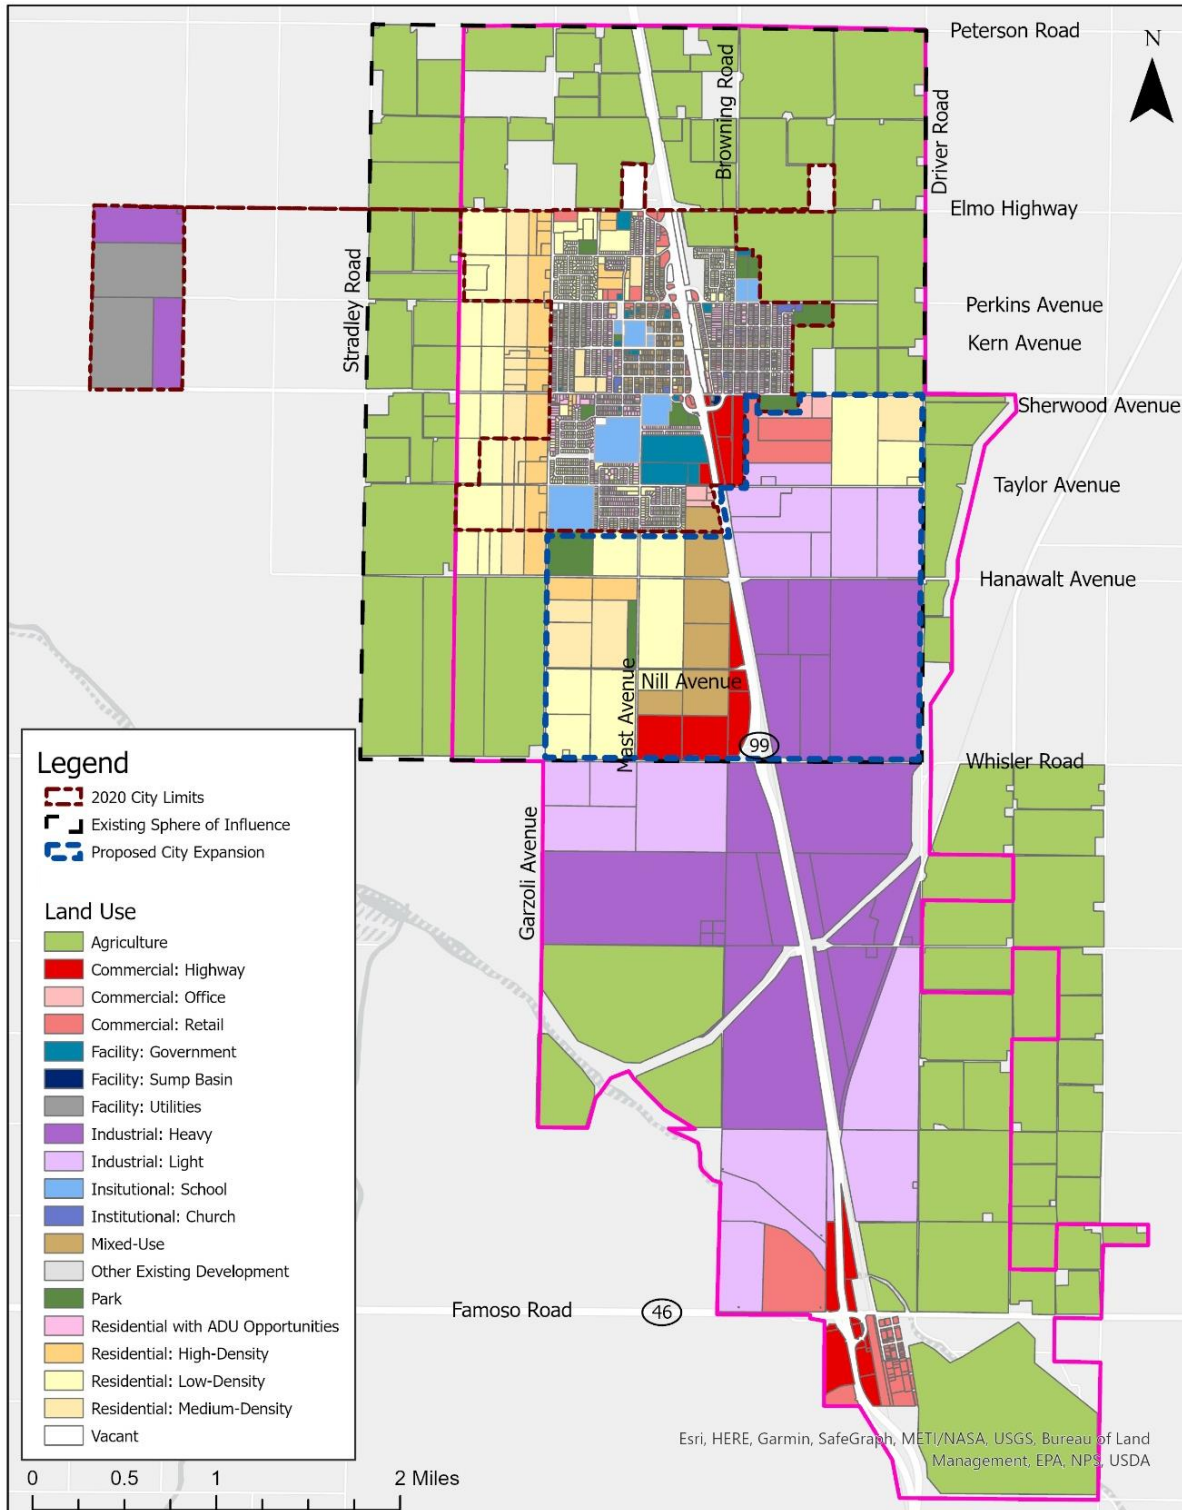 Peterson Road
N
Browning Road
Driver Road
Elmo Highway
Stradley Road
Perkins Avenue
Kern Avenue
Sherwood Avenue
Taylor Avenue
Hanawalt Avenue
Nill Avenue
Mast Avenue
99
Whisler Road
Garzoli Avenue
Famoso Road
46
Legend
2020 City Limits
Existing Sphere of Influence
Proposed City Expansion
Land Use
Agriculture
Commercial: Highway
Commercial: Office
Commercial: Retail
Facility: Government
Facility: Sump Basin
Facility: Utilities
Industrial: Heavy
Industrial: Light
Insitutional: School
Institutional: Church
Mixed-Use
Other Existing Development
Park
Residential with ADU Opportunities
Residential: High-Density
Residential: Low-Density
Residential: Medium-Density
Vacant
Esri, HERE, Garmin, SafeGraph, METI/NASA, USGS, Bureau of Land
Management, EPA, NPS, USDA
0 0.5 1 2 Miles